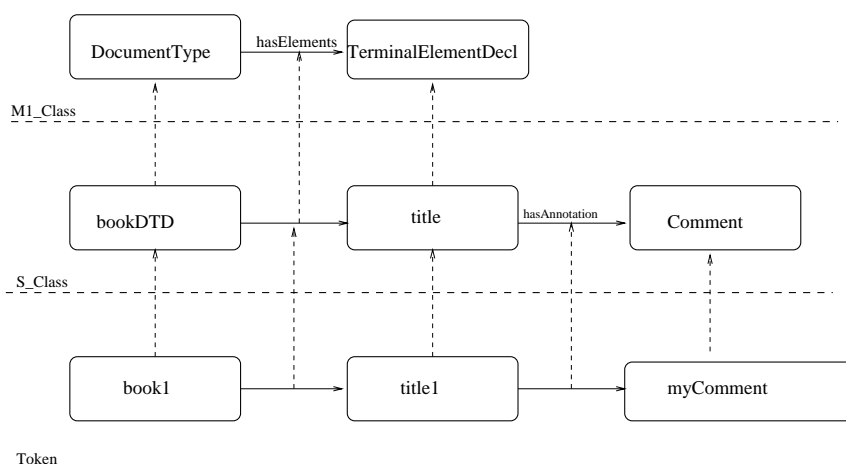 DocumentType hasElements TerminalElementDecl
M1_Class
bookDTD title hasAnnotation Comment
S_Class
book1 title1 myComment
Token